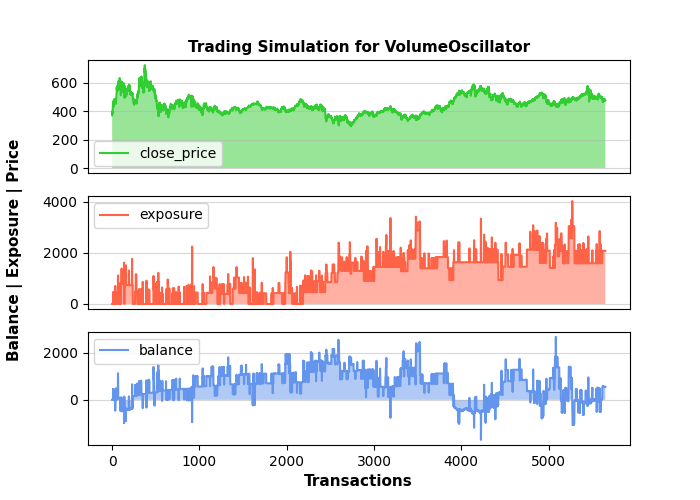 Trading Simulation for VolumeOscillator
Balance | Exposure | Price
600
400
200
0
close_price
4000
2000
0
exposure
2000
0
balance
0
1000
2000
3000
4000
5000
Transactions